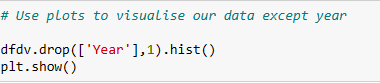 # Use plots to visualise our data except year
dfdv.drop(['Year'],1).hist()
plt.show()